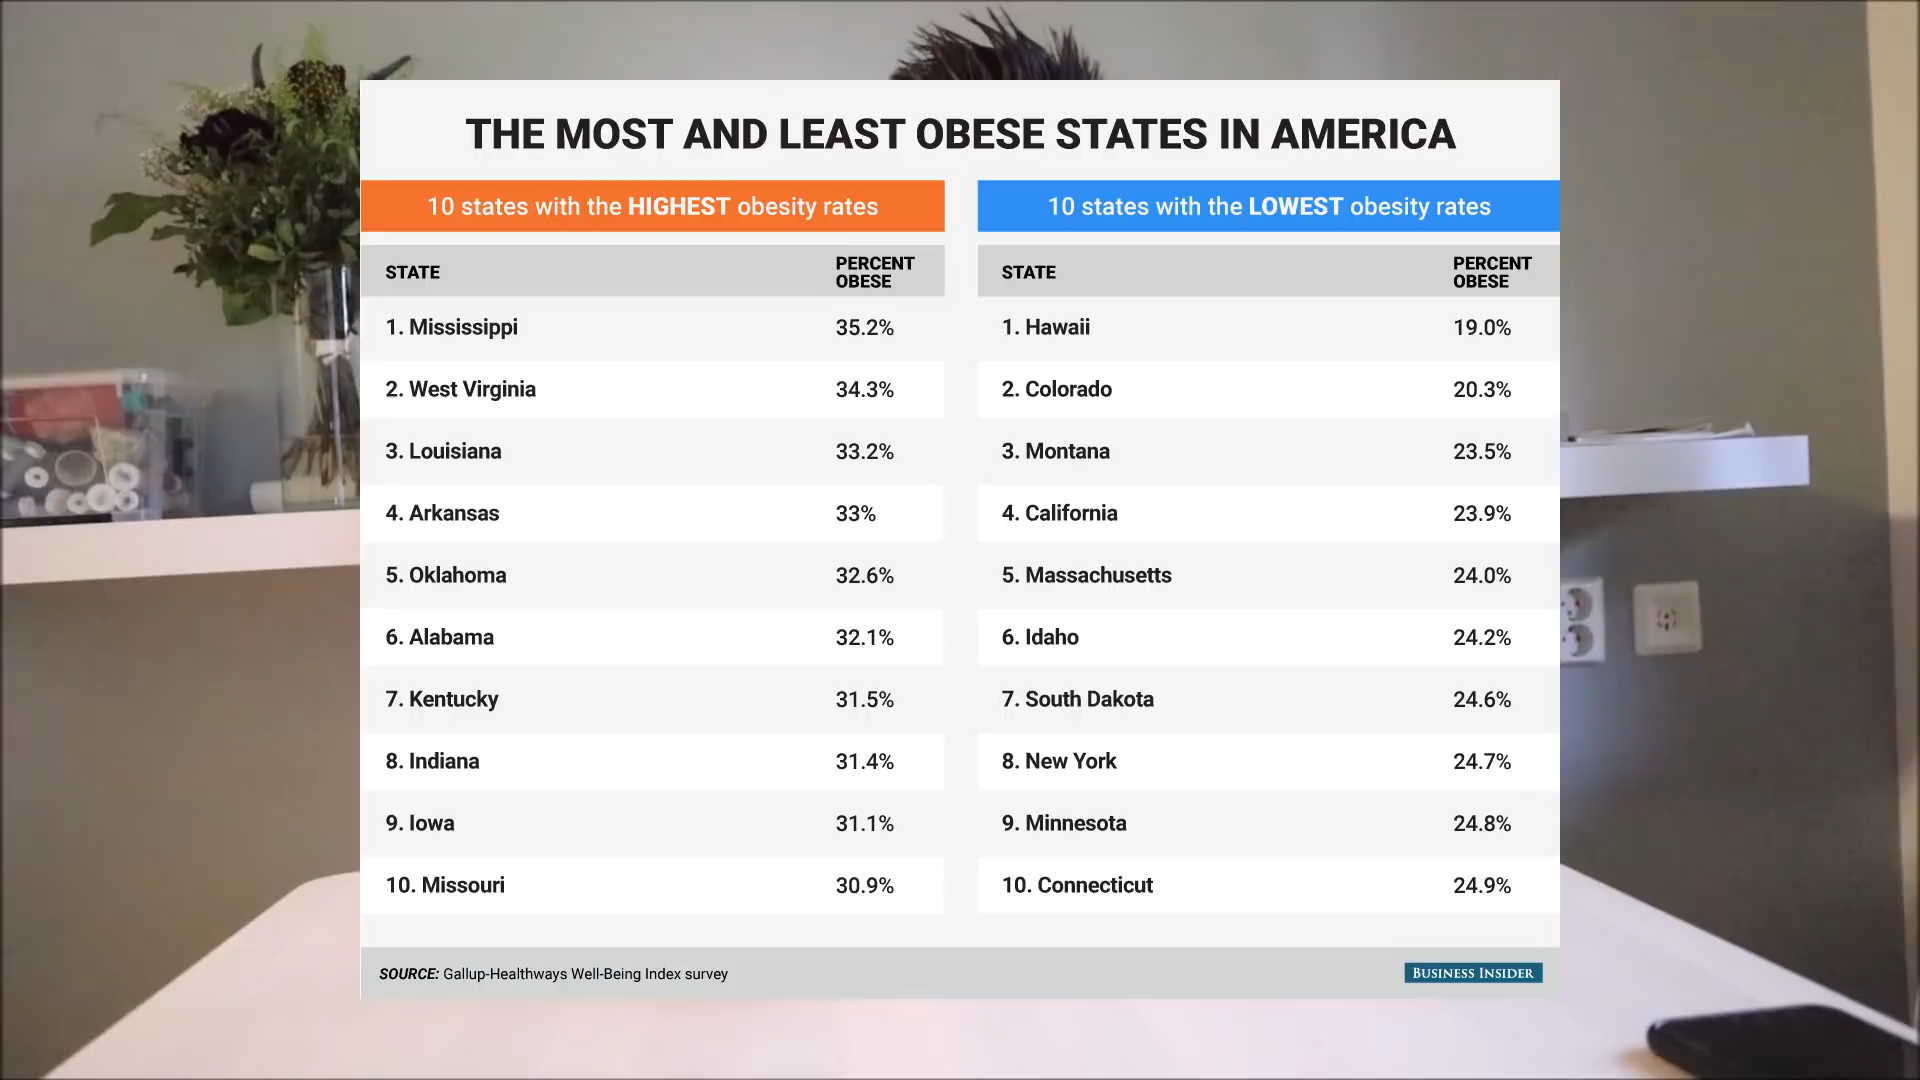 THE MOST AND LEAST OBESE STATES IN AMERICA
10 states with the HIGHEST obesity rates
STATE PERCENT OBESE
1. Mississippi 35.2%
2. West Virginia 34.3%
3. Louisiana 33.2%
4. Arkansas 33%
5. Oklahoma 32.6%
6. Alabama 32.1%
7. Kentucky 31.5%
8. Indiana 31.4%
9. Iowa 31.1%
10. Missouri 30.9%
10 states with the LOWEST obesity rates
STATE PERCENT OBESE
1. Hawaii 19.0%
2. Colorado 20.3%
3. Montana 23.5%
4. California 23.9%
5. Massachusetts 24.0%
6. Idaho 24.2%
7. South Dakota 24.6%
8. New York 24.7%
9. Minnesota 24.8%
10. Connecticut 24.9%
SOURCE: Gallup-Healthways Well-Being Index survey
BUSINESS INSIDER